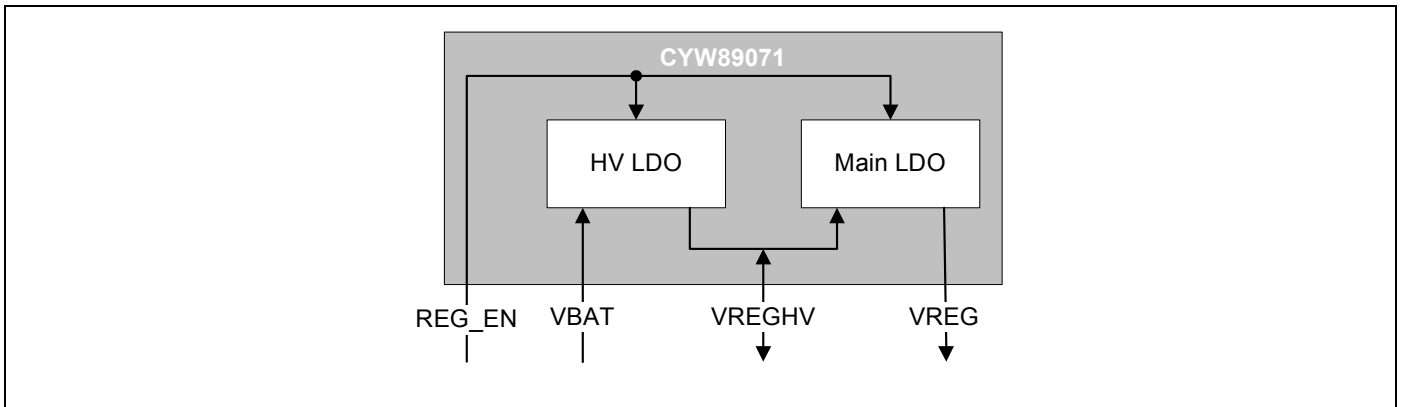 CYW89071
HV LDO
Main LDO
REG_EN
VBAT
VREGHV
VREG